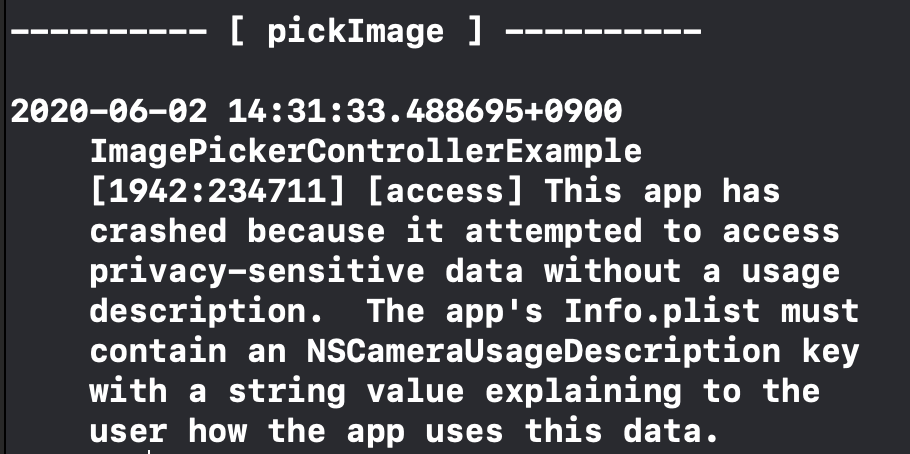 ---------- [ pickImage ] ----------
2020-06-02 14:31:33.488695+0900
ImagePickerControllerExample
[1942:234711] [access] This app has
crashed because it attempted to access
privacy-sensitive data without a usage
description.  The app's Info.plist must
contain an NSCameraUsageDescription key
with a string value explaining to the
user how the app uses this data.